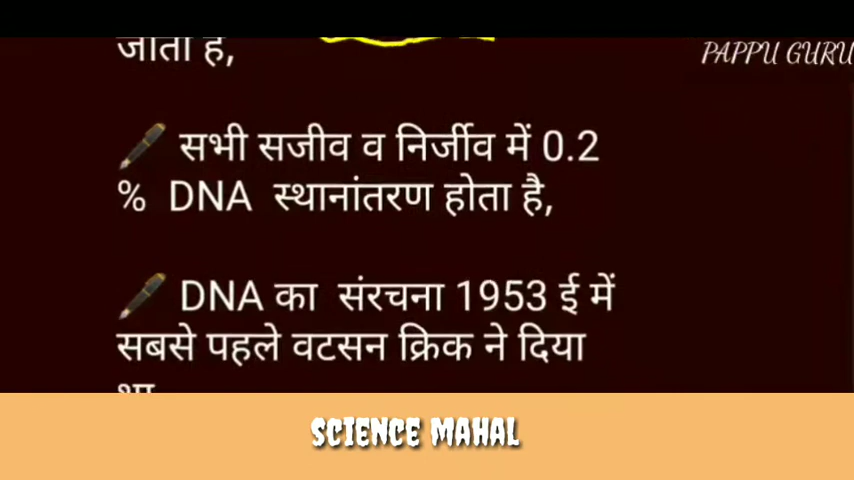 जाता है,
PAPPU GURU
सभी सजीव व निर्जीव में 0.2
% DNA स्थानांतरण होता है,
DNA का संरचना 1953 ई में
सबसे पहले वटसन क्रिक ने दिया
था
SCIENCE MAHAL